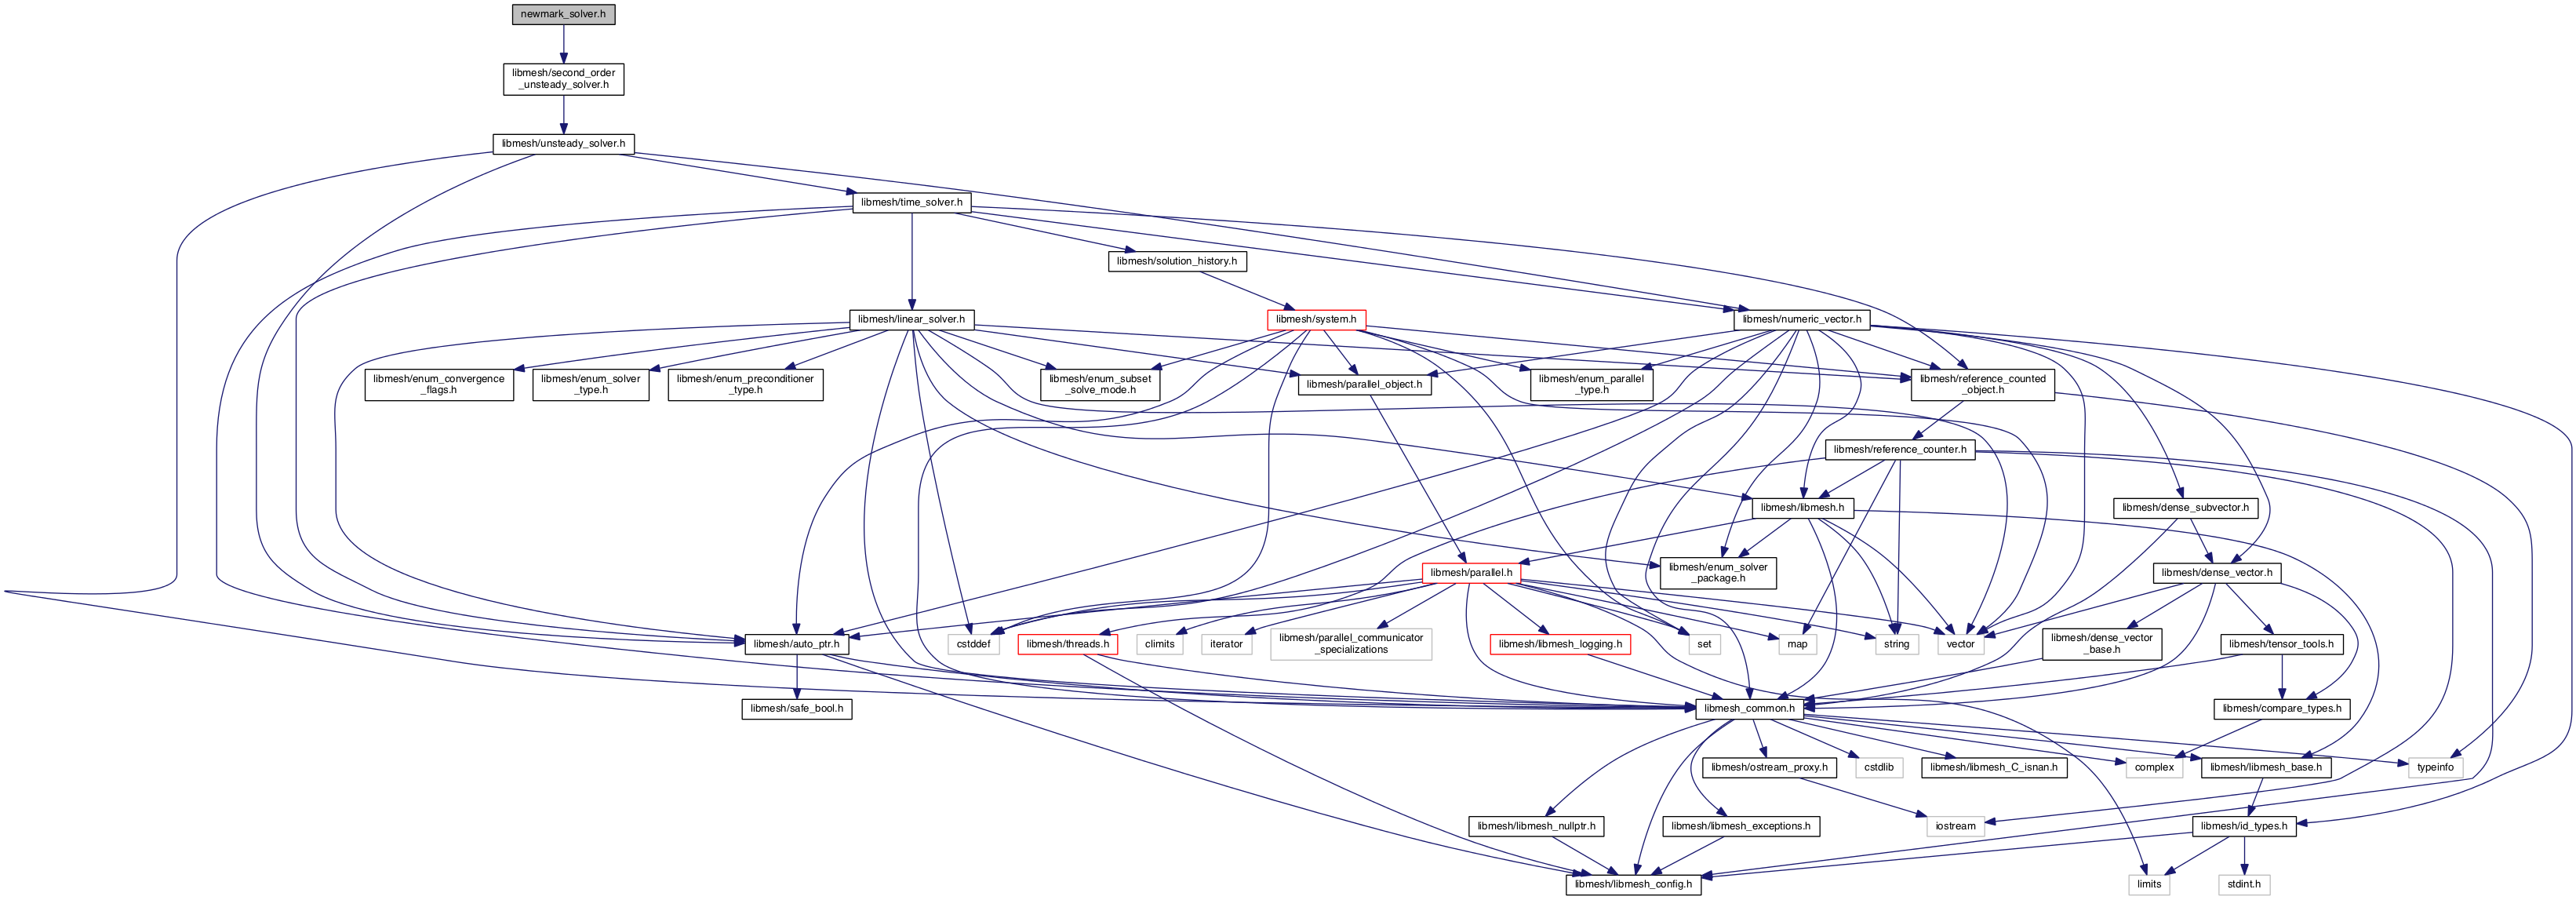 newmark_solver.h
libmesh/second_order
_unsteady_solver.h
libmesh/unsteady_solver.h
libmesh/time_solver.h
libmesh/solution_history.h
libmesh/linear_solver.h
libmesh/system.h
libmesh/numeric_vector.h
libmesh/enum_convergence
_flags.h
libmesh/enum_solver
_type.h
libmesh/enum_preconditioner
_type.h
libmesh/enum_subset
_solve_mode.h
libmesh/parallel_object.h
libmesh/enum_parallel
_type.h
libmesh/reference_counted
_object.h
libmesh/reference_counter.h
libmesh/libmesh.h
libmesh/dense_subvector.h
libmesh/parallel.h
libmesh/enum_solver
_package.h
libmesh/dense_vector.h
libmesh/auto_ptr.h
cstddef
libmesh/threads.h
climits
iterator
libmesh/parallel_communicator
_specializations
libmesh/libmesh_logging.h
set
map
string
vector
libmesh/dense_vector
_base.h
libmesh/tensor_tools.h
libmesh/safe_bool.h
libmesh_common.h
libmesh/compare_types.h
libmesh/ostream_proxy.h
cstdlib
libmesh/libmesh_C_isnan.h
complex
libmesh/libmesh_base.h
typeinfo
libmesh/libmesh_nullptr.h
libmesh/libmesh_exceptions.h
iostream
libmesh/id_types.h
libmesh/libmesh_config.h
limits
stdint.h